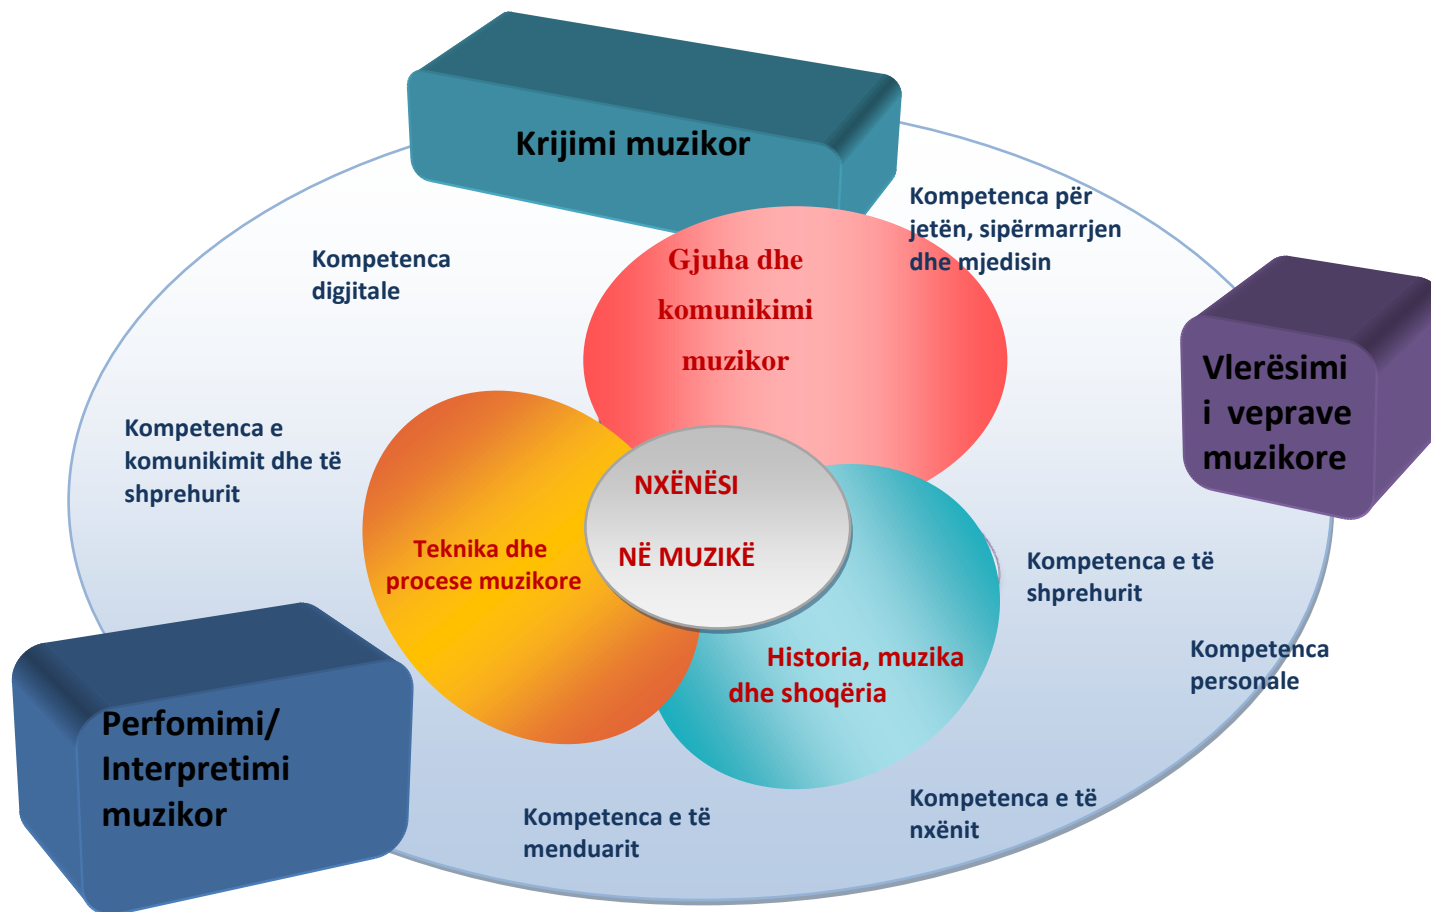 Krijimi muzikor
Kompetenca për
jetën, sipërmarrjen
dhe mjedisin
Kompetenca
digjitale
Gjuha dhe
komunikimi
muzikor
Vlerësimi
i veprave
muzikore
Kompetenca e
komunikimit dhe të
shprehurit
NXËNËSI
NË MUZIKË
Teknika dhe
procese muzikore
Kompetenca e të
shprehurit
Historia, muzika
dhe shoqëria
Kompetenca
personale
Perfomimi/
Interpretimi
muzikor
Kompetenca e të
menduarit
Kompetenca e të
nxënit